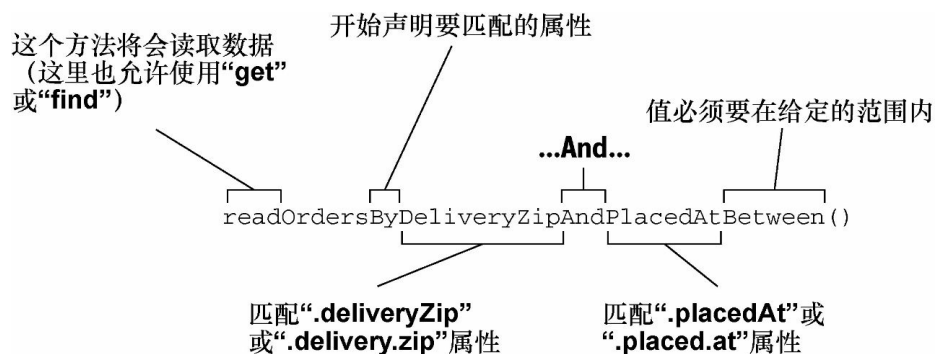 开始声明要匹配的属性
这个方法将会读取数据
（这里也允许使用“get”
或“find”）
值必须要在给定的范围内
...And...
readOrdersByDeliveryZipAndPlacedAtBetween()
匹配“.deliveryZip”
或“.delivery.zip”属性
匹配“.placedAt”或
“.placed.at”属性